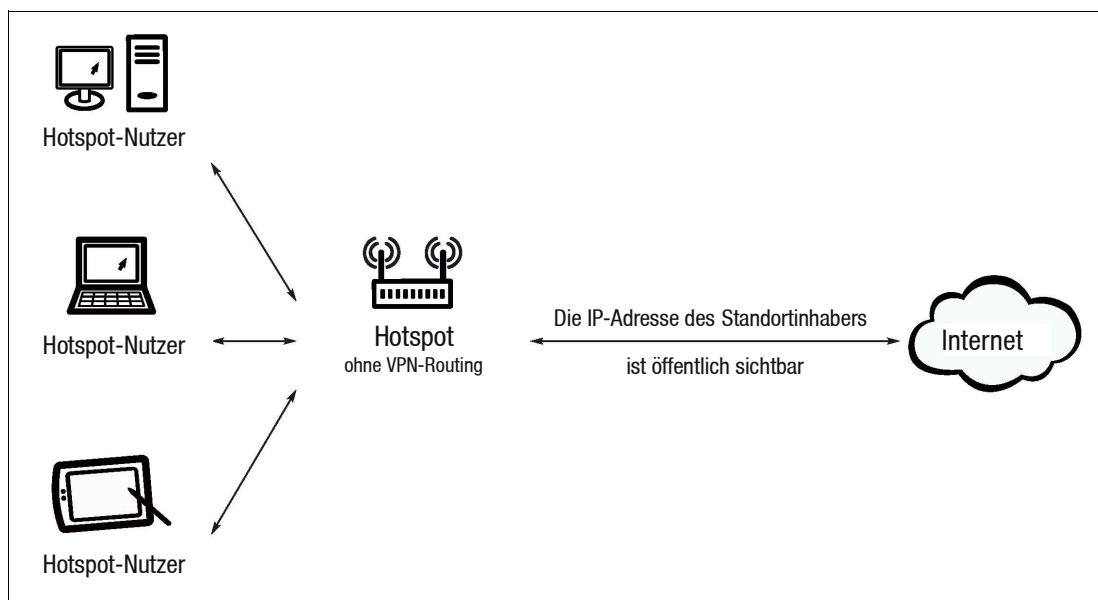 Hotspot-Nutzer
Hotspot-Nutzer
Hotspot-Nutzer
Hotspot
ohne VPN-Routing
Die IP-Adresse des Standortinhabers
ist öffentlich sichtbar
Internet